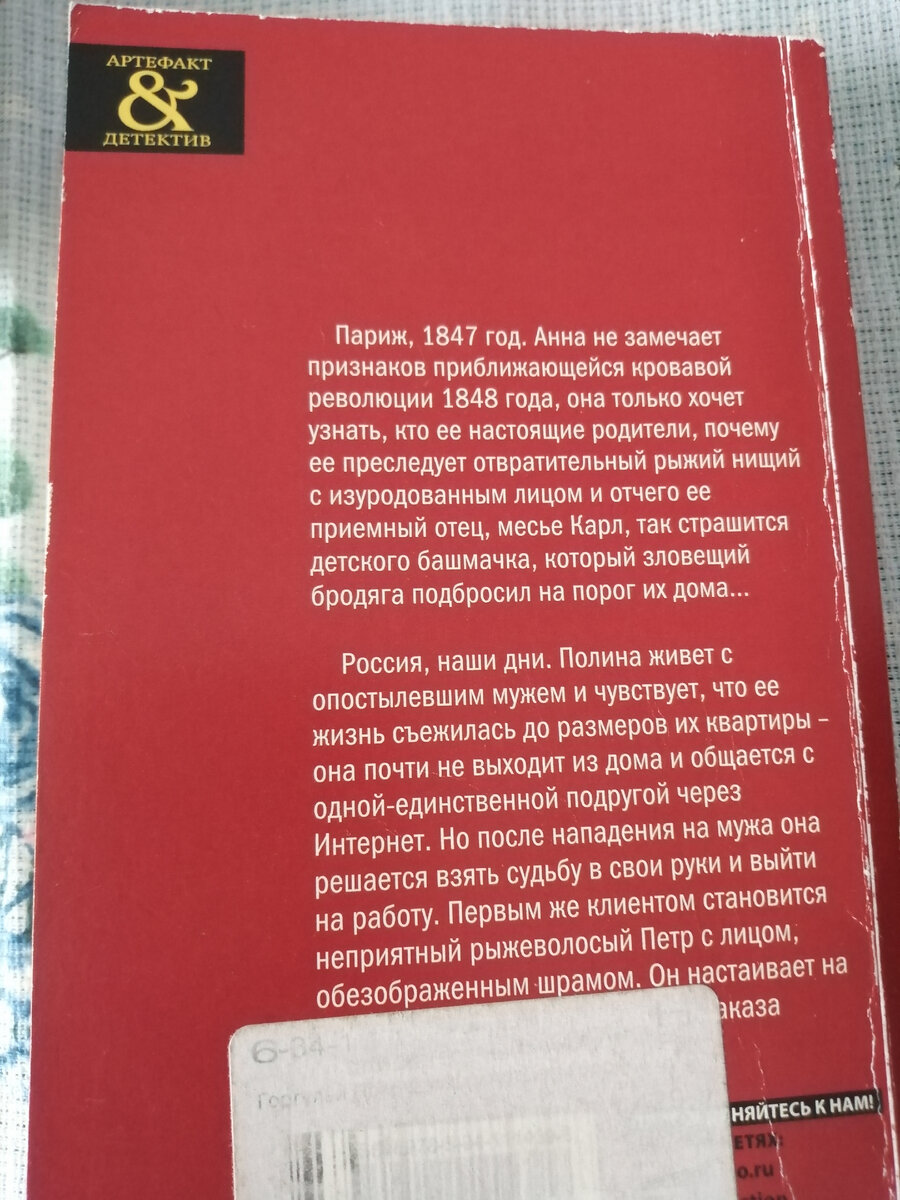 АРТЕФАКТ
&
ДЕТЕКТИВ
Париж, 1847 год. Анна не замечает
признаков приближающейся кровавой
революции 1848 года, она только хочет
узнать, кто ее настоящие родители, почему
ее преследует отвратительный рыжий нищий
с изуродованным лицом и отчего ее
приемный отец, месье Карл, так страшится
детского башмачка, который зловещий
бродяга подбросил на порог их дома...
Россия, наши дни. Полина живет с
опостылевшим мужем и чувствует, что ее
жизнь съежилась до размеров их квартиры –
она почти не выходит из дома и общается с
одной-единственной подругой через
Интернет. Но после нападения на мужа она
решается взять судьбу в свои руки и выйти
на работу. Первым же клиентом становится
неприятный рыжеволосый Петр с лицом,
обезображенным шрамом. Он настаивает на
аказа
6-34-
НЯЙТЕСЬ К НАМ!
ЕТЯХ:
o.ru